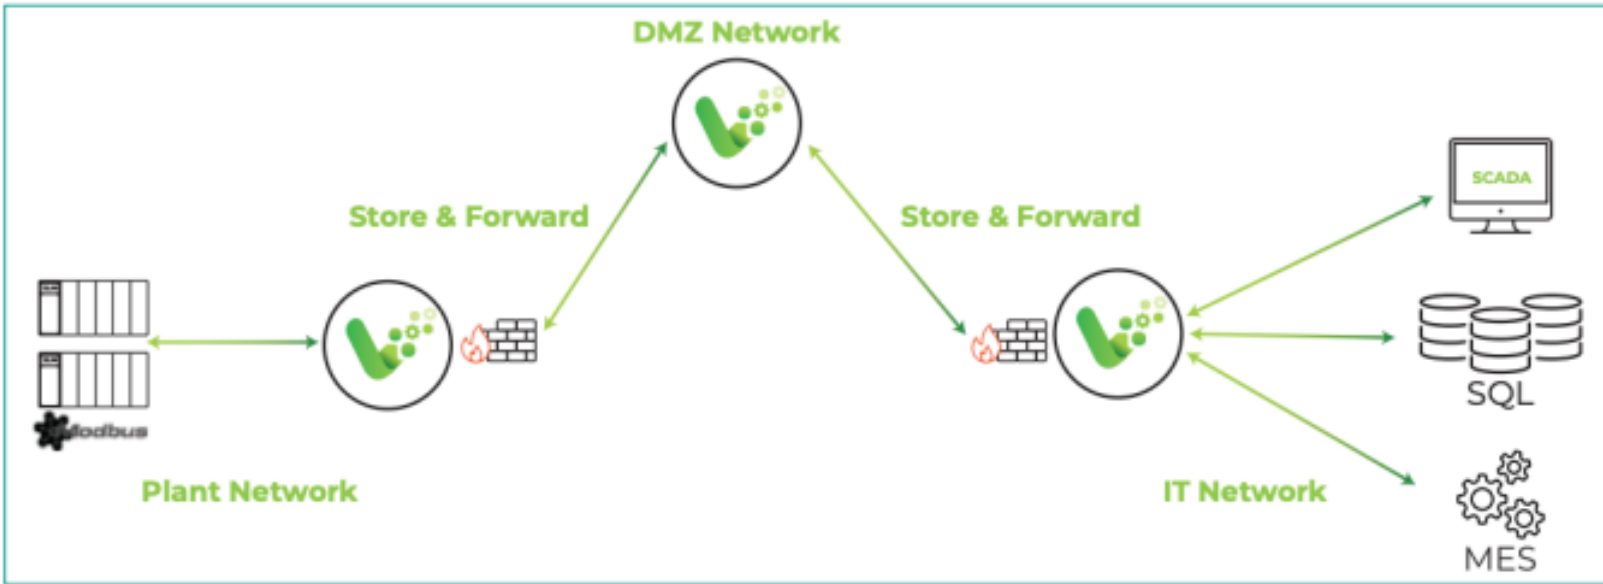 DMZ Network
Store & Forward
Store & Forward
SCADA
SQL
Modbus
Plant Network
IT Network
MES